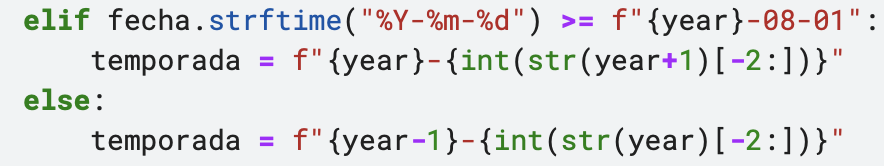 elif fecha.strftime("%Y-%m-%d") >= f"{year}-08-01":
    temporada = f"{year}-{int(str(year+1)[-2:])}"
else:
    temporada = f"{year-1}-{int(str(year)[-2:])}"